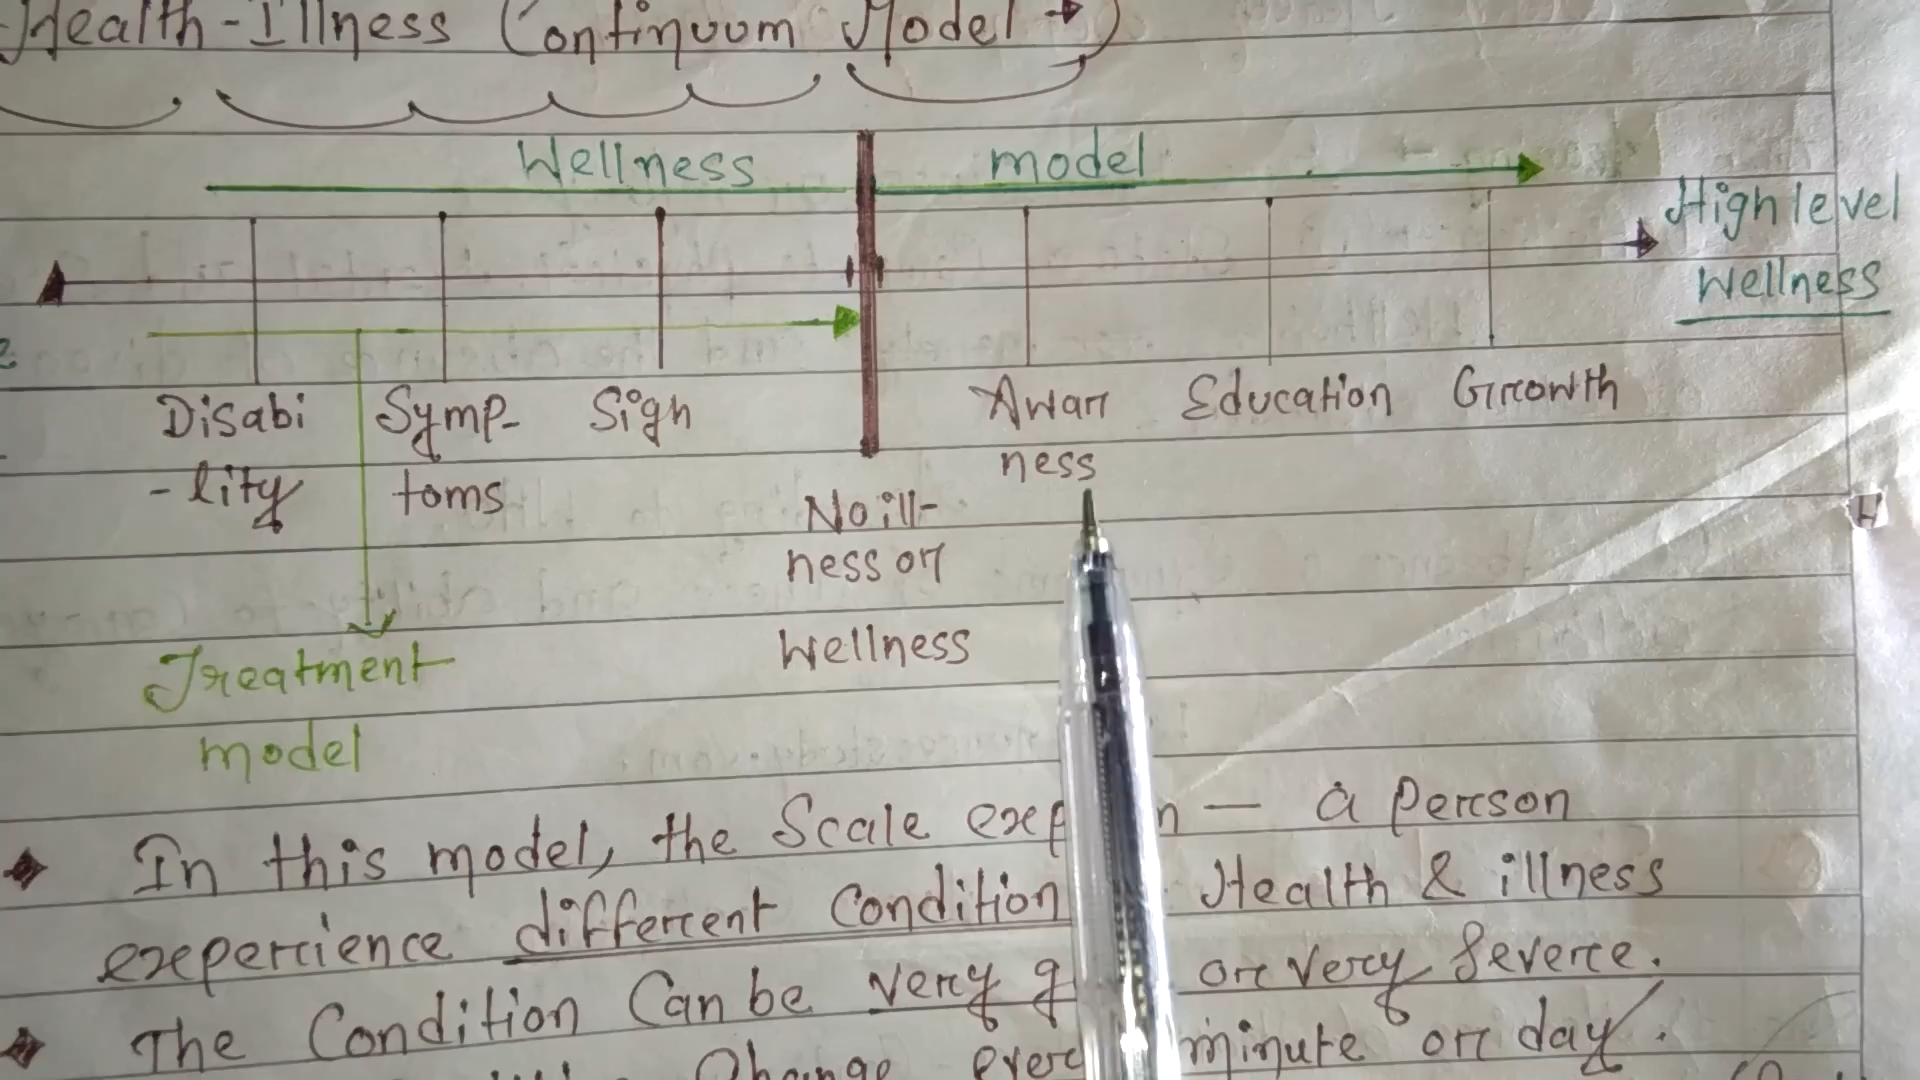 Health-Illness Continuum Model →
Wellness model
High level
Wellness
Disabi Symp- Sign Awarr Education Growth
-lity toms ness
No ill-
ness or
Wellness
Treatment
model
In this model, the Scale — a person
exeperience different Condition Health & illness
The Condition Can be very or very Severe.
Change minute or day.